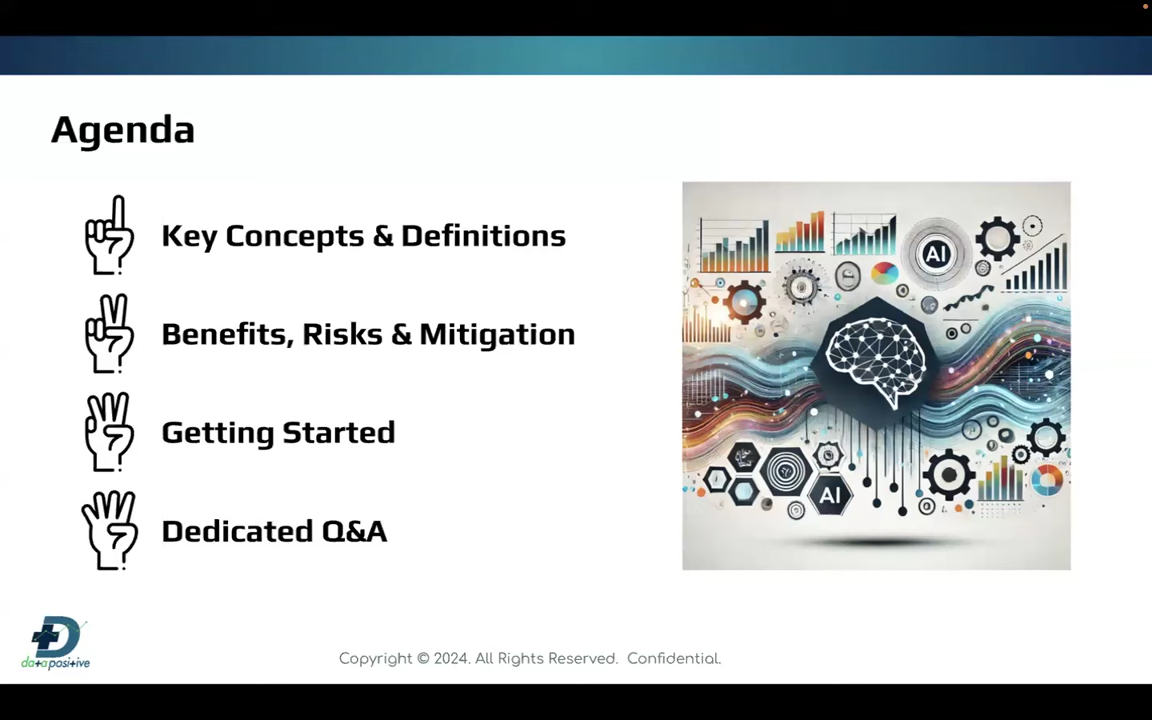 Agenda
Key Concepts & Definitions
Benefits, Risks & Mitigation
Getting Started
Dedicated Q&A
AI
AI
data positive
Copyright © 2024. All Rights Reserved. Confidential.